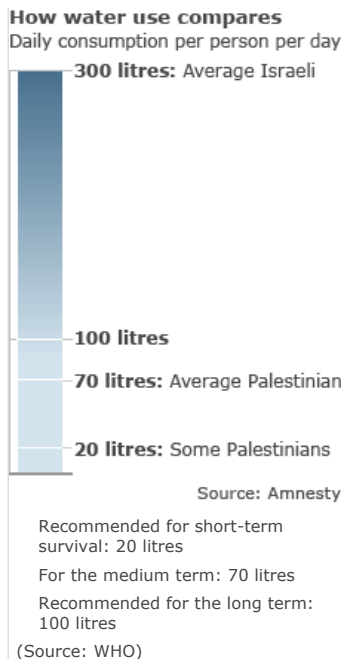 How water use compares
Daily consumption per person per day
300 litres: Average Israeli
100 litres
70 litres: Average Palestinian
20 litres: Some Palestinians
Source: Amnesty
Recommended for short-term
survival: 20 litres
For the medium term: 70 litres
Recommended for the long term:
100 litres
(Source: WHO)